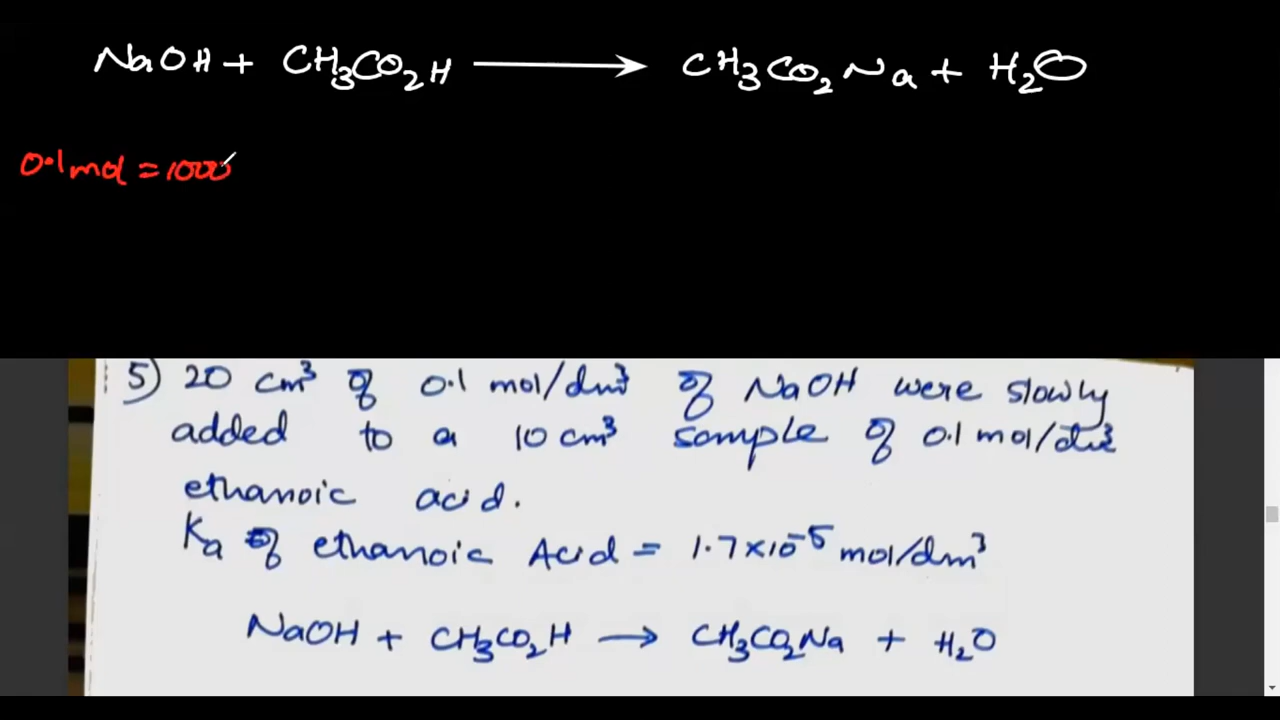 NaOH + CH₃CO₂H ⟶ CH₃CO₂Na + H₂O
0.1 mol = 1000
5) 20 cm³ of 0.1 mol/dm³ of NaOH were slowly
added to a 10 cm³ sample of 0.1 mol/dm³
ethanoic acid.
Ka of ethanoic Acid = 1.7×10⁻⁵ mol/dm³
NaOH + CH₃CO₂H → CH₃CO₂Na + H₂O